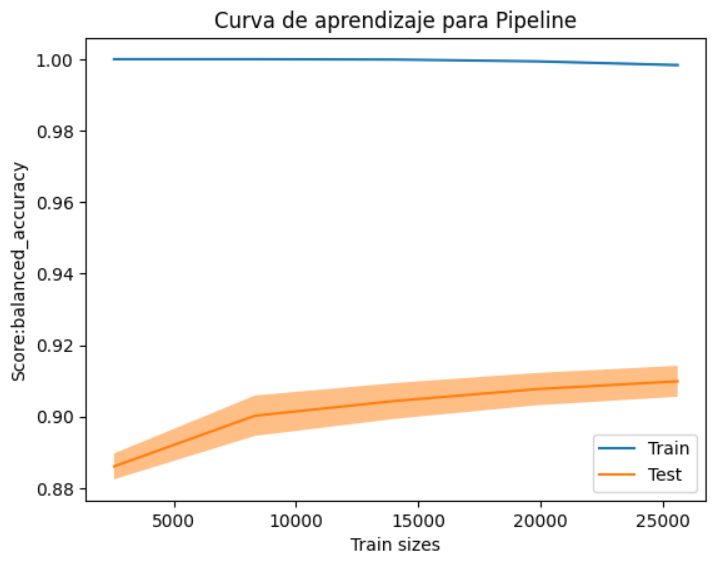 Curva de aprendizaje para Pipeline
Score:balanced_accuracy
1.00
0.98
0.96
0.94
0.92
0.90
0.88
Train
Test
5000
10000
15000
20000
25000
Train sizes